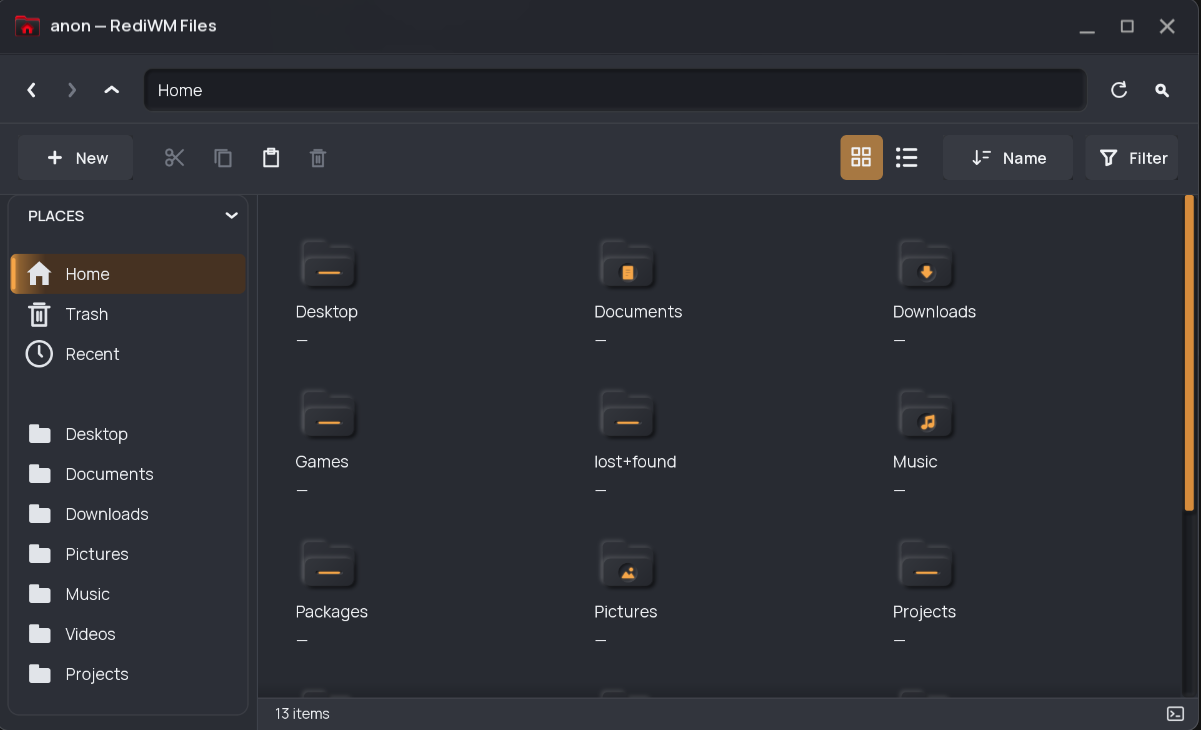 anon — RediWM Files
Home
New
Name
Filter
PLACES
Home
Trash
Recent
Desktop
Documents
Downloads
Pictures
Music
Videos
Projects
Desktop
—
Documents
—
Downloads
—
Games
—
lost+found
—
Music
—
Packages
—
Pictures
—
Projects
—
13 items